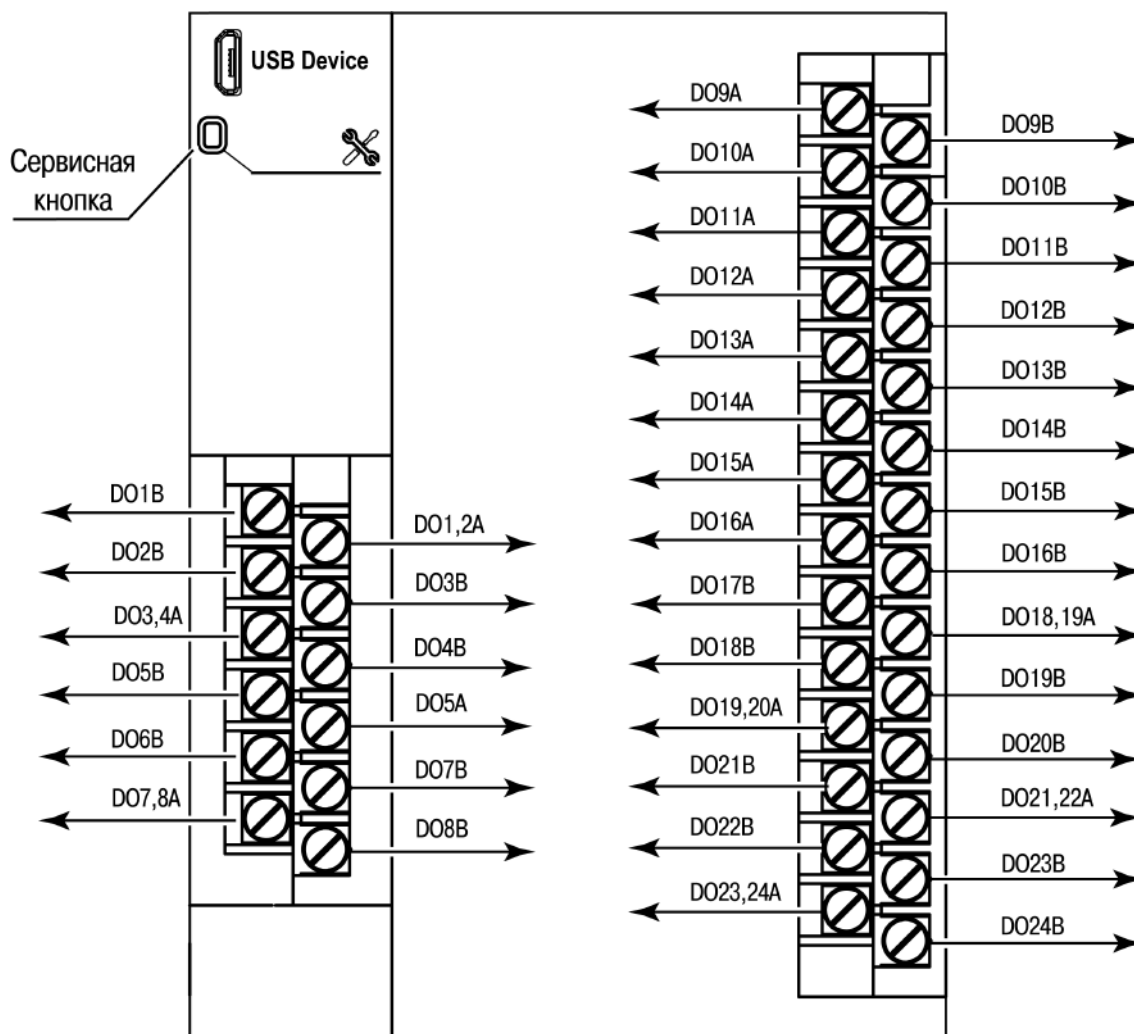 USB Device
Сервисная
кнопка
DO9A
DO9B
DO10A
DO10B
DO11A
DO11B
DO12A
DO12B
DO13A
DO13B
DO14A
DO14B
DO15A
DO15B
DO16A
DO16B
DO17B
DO18,19A
DO18B
DO19B
DO19,20A
DO20B
DO21B
DO21,22A
DO22B
DO23B
DO23,24A
DO24B
DO1B
DO1,2A
DO2B
DO3B
DO3,4A
DO4B
DO5B
DO5A
DO6B
DO7B
DO7,8A
DO8B